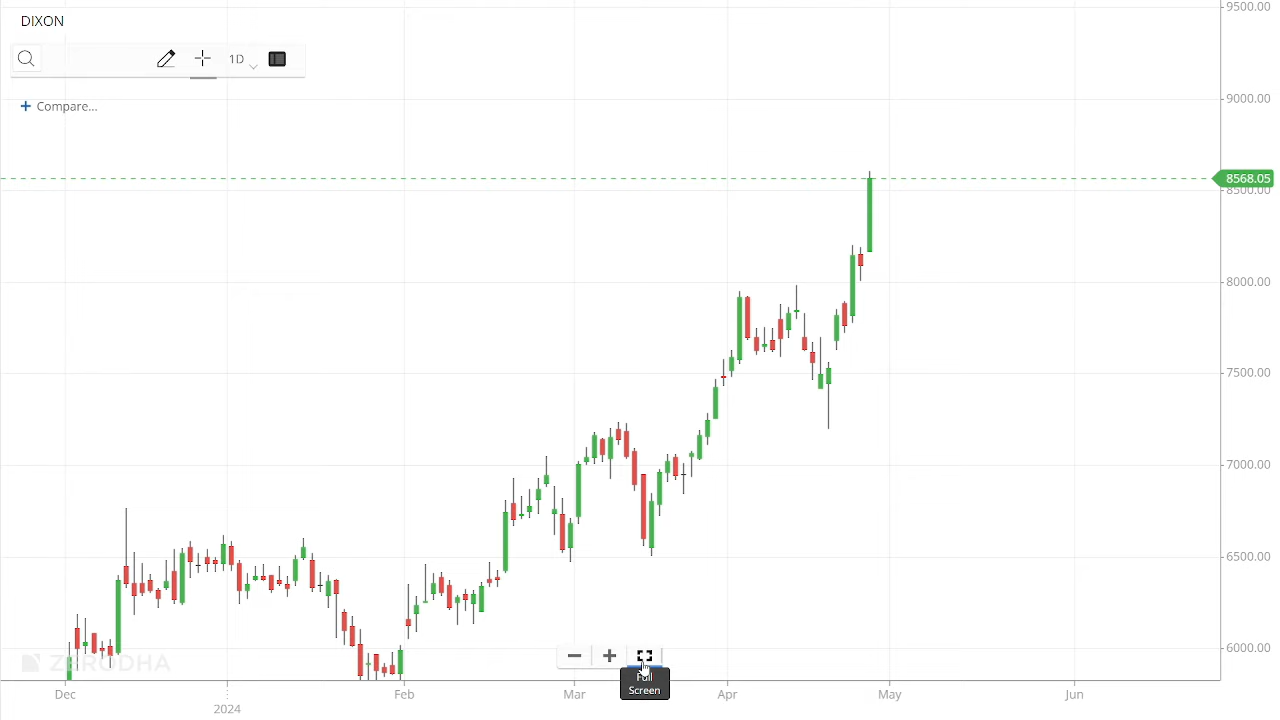 DIXON
1D
Compare...
9500.00
9000.00
8568.05
8500.00
8000.00
7500.00
7000.00
6500.00
6000.00
ZERODHA
Full
Screen
Dec
Feb
Mar
Apr
May
Jun
2024